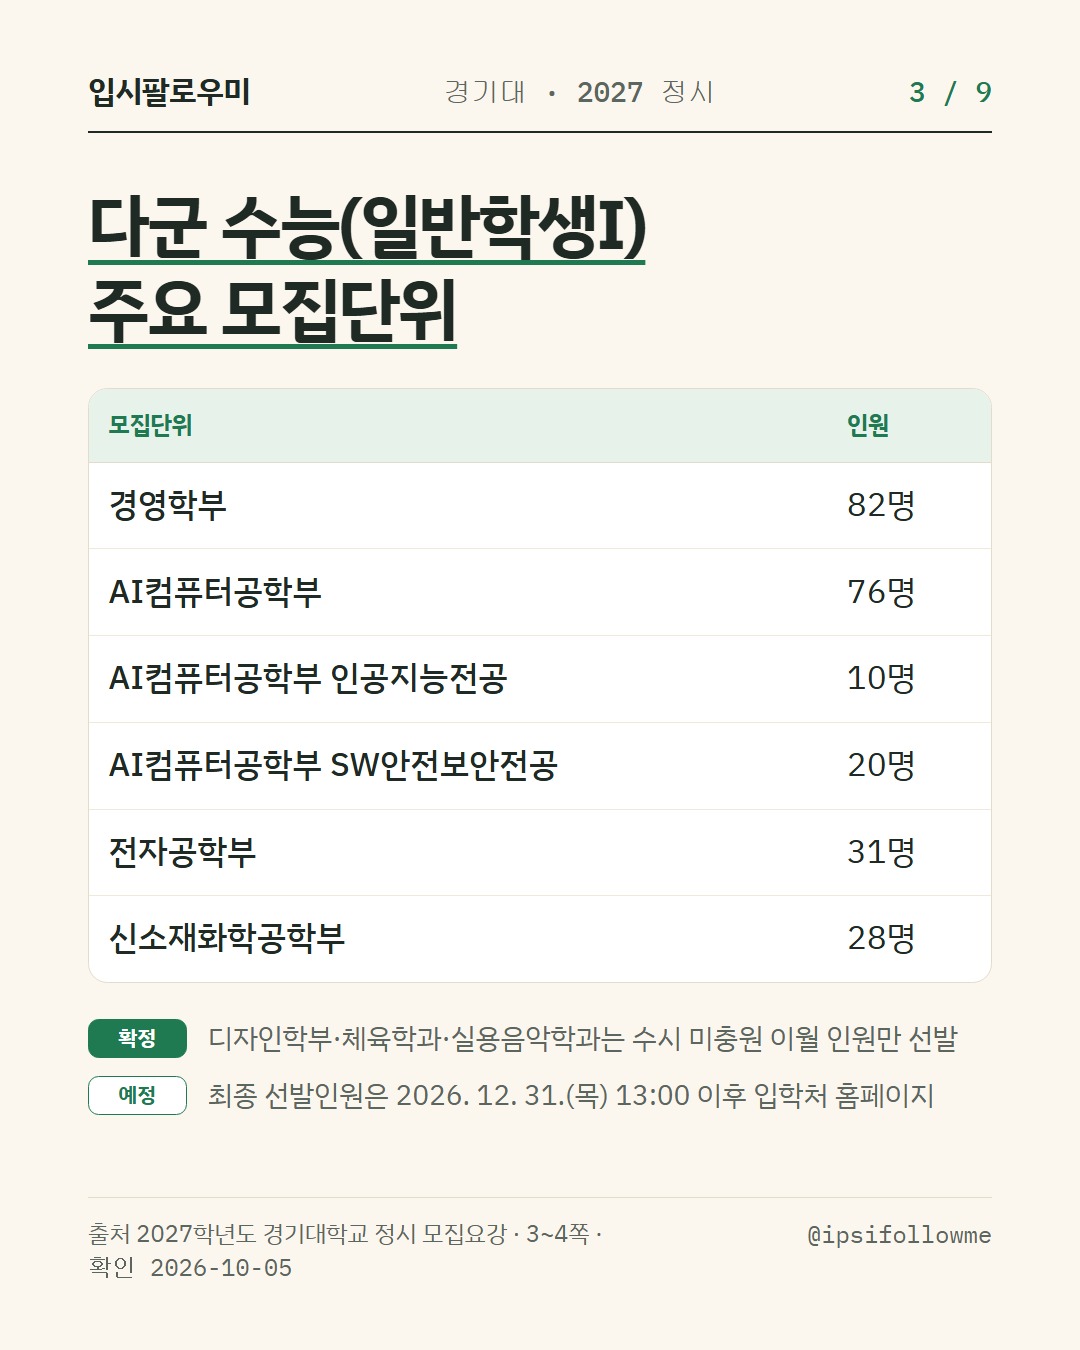 입시팔로우미
경기대 · 2027 정시
3 / 9
다군 수능(일반학생I)
주요 모집단위
모집단위 인원
경영학부 82명
AI컴퓨터공학부 76명
AI컴퓨터공학부 인공지능전공 10명
AI컴퓨터공학부 SW안전보안전공 20명
전자공학부 31명
신소재화학공학부 28명
확정 디자인학부·체육학과·실용음악학과는 수시 미충원 이월 인원만 선발
예정 최종 선발인원은 2026. 12. 31.(목) 13:00 이후 입학처 홈페이지
출처 2027학년도 경기대학교 정시 모집요강 · 3~4쪽 ·
확인 2026-10-05
@ipsifollowme